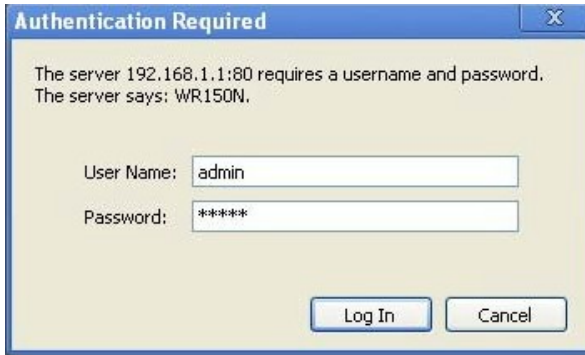 Authentication Required
The server 192.168.1.1:80 requires a username and password.
The server says: WR150N.
User Name: admin
Password: *****
Log In Cancel